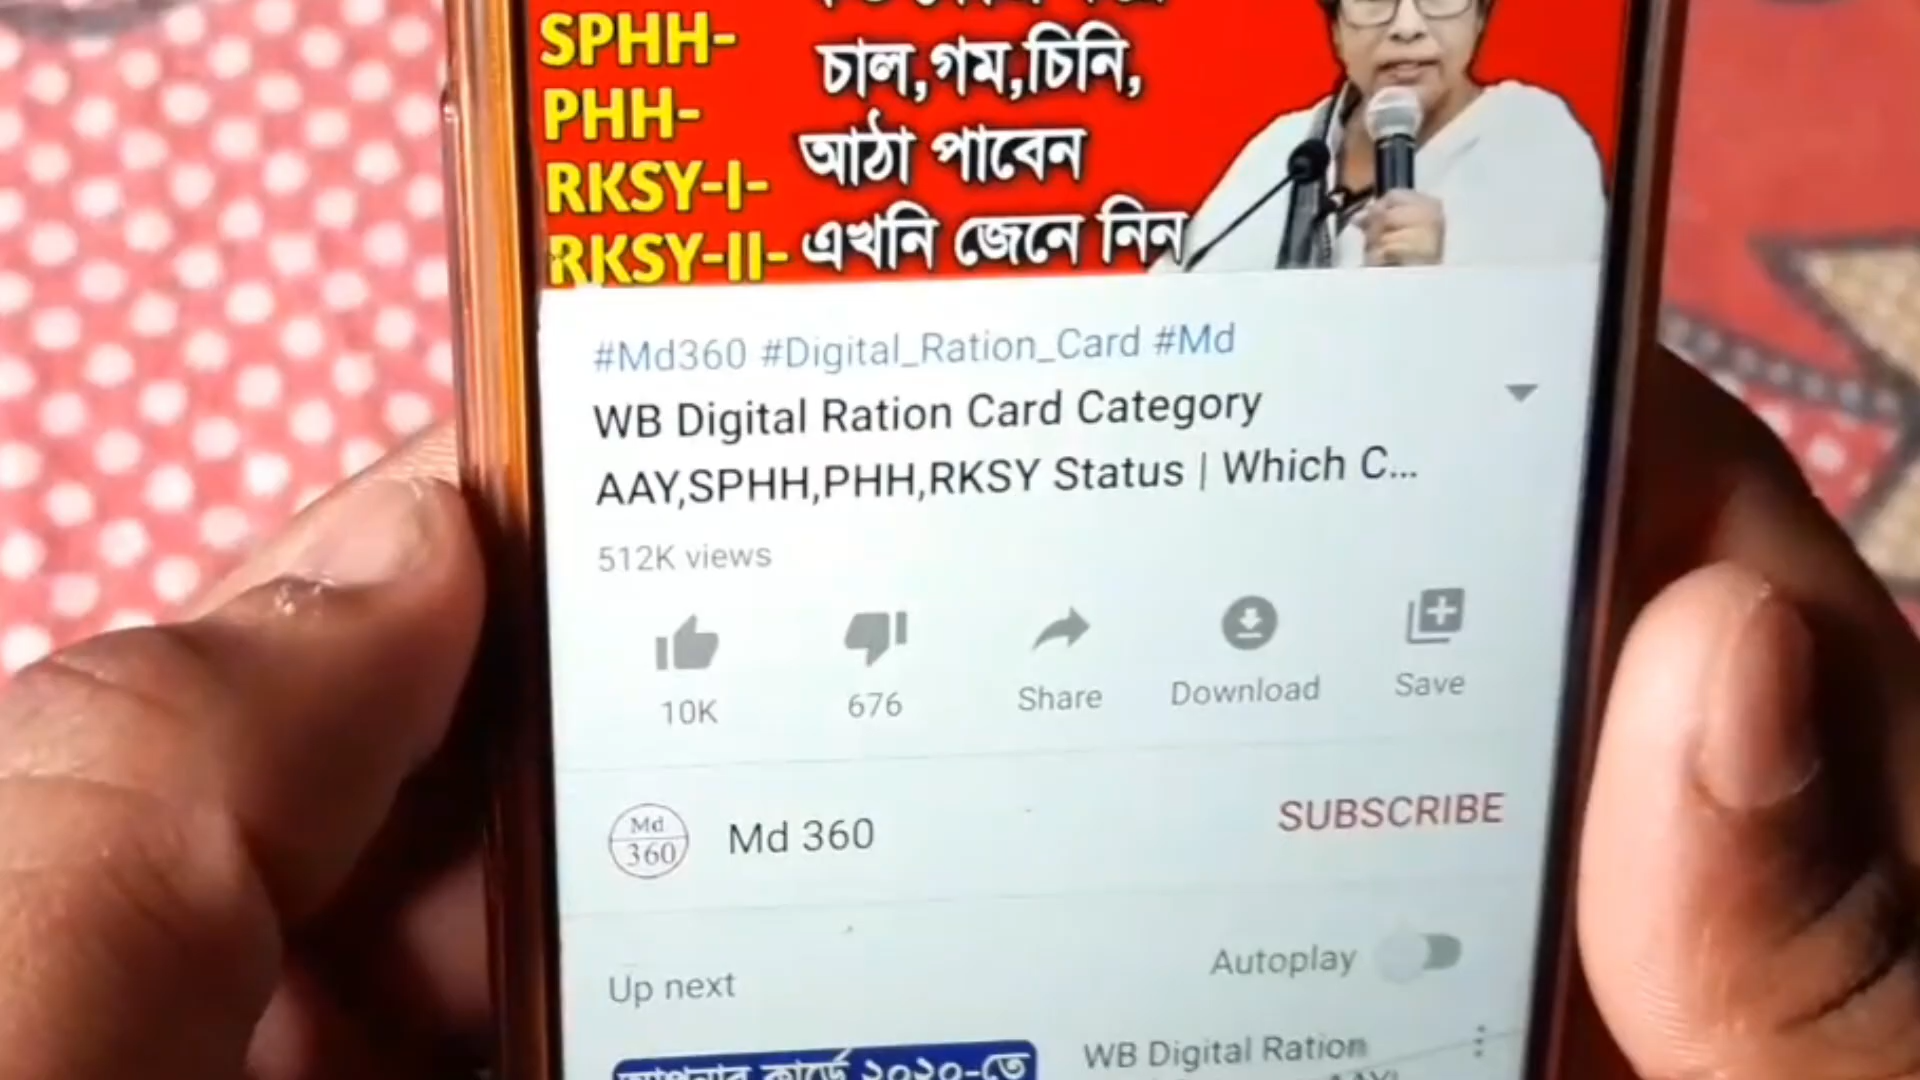 SPHH-
চাল,গম,চিনি,
PHH-
আঠা পাবেন
RKSY-I-
RKSY-II-
এখনি জেনে নিন
#Md360 #Digital_Ration_Card #Md
WB Digital Ration Card Category
AAY,SPHH,PHH,RKSY Status | Which C...
512K views
10K
676
Share
Download
Save
Md
360
Md 360
SUBSCRIBE
Autoplay
Up next
আপনার কার্ডে ২০২০-তে
WB Digital Ration